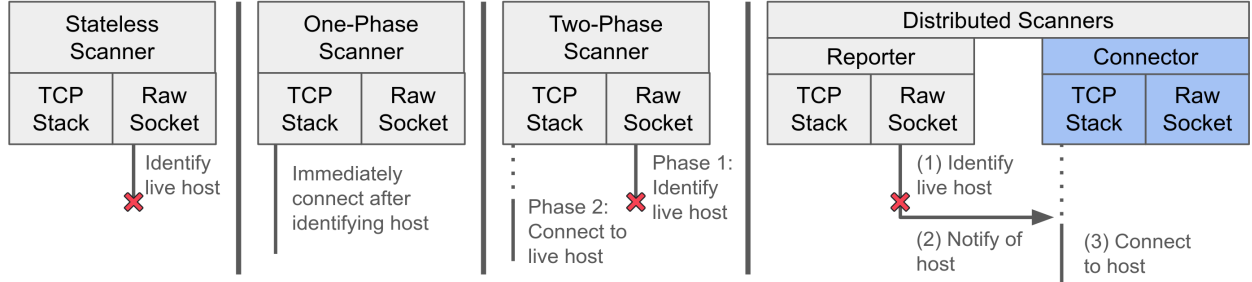 Stateless
Scanner
TCP
Stack
Raw
Socket
Identify
live host
One-Phase
Scanner
TCP
Stack
Raw
Socket
Immediately
connect after
identifying host
Two-Phase
Scanner
TCP
Stack
Raw
Socket
Phase 1:
Identify
live host
Phase 2:
Connect to
live host
Distributed Scanners
Reporter
TCP
Stack
Raw
Socket
Connector
TCP
Stack
Raw
Socket
(1) Identify
live host
(2) Notify of
host
(3) Connect
to host